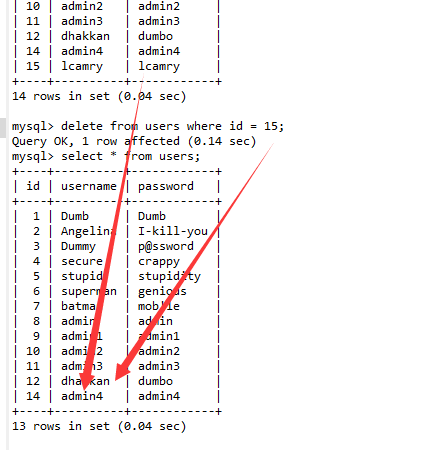 | 10 | admin2 | admin2 |
| 11 | admin3 | admin3 |
| 12 | dhakkan | dumbo |
| 14 | admin4 | admin4 |
| 15 | lcamry | lcamry |
+----+----------+------------+
14 rows in set (0.04 sec)
mysql> delete from users where id = 15;
Query OK, 1 row affected (0.14 sec)
mysql> select * from users;
+----+----------+------------+
| id | username | password |
+----+----------+------------+
| 1 | Dumb | Dumb |
| 2 | Angelina | I-kill-you |
| 3 | Dummy | p@ssword |
| 4 | secure | crappy |
| 5 | stupid | stupidity |
| 6 | superman | genious |
| 7 | batman | mob!le |
| 8 | admin | admin |
| 9 | admin1 | admin1 |
| 10 | admin2 | admin2 |
| 11 | admin3 | admin3 |
| 12 | dhakkan | dumbo |
| 14 | admin4 | admin4 |
+----+----------+------------+
13 rows in set (0.04 sec)